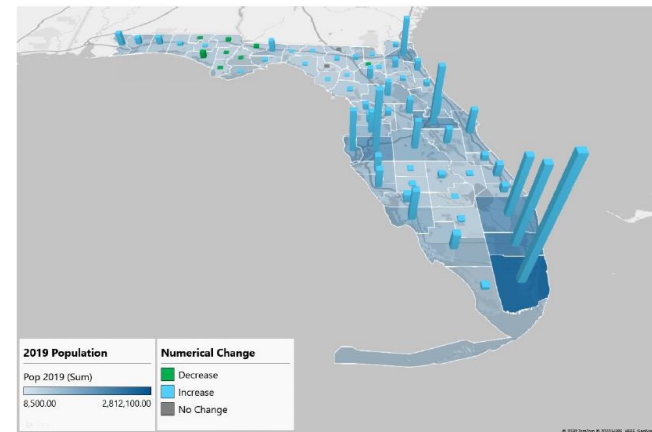 2019 Population
Pop 2019 (Sum)
8,500.00 2,812,100.00
Numerical Change
Decrease
Increase
No Change